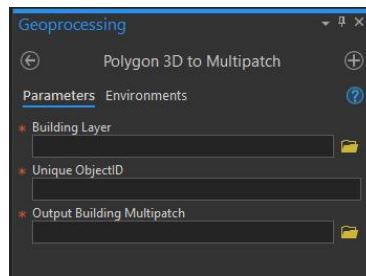 Geoprocessing
Polygon 3D to Multipatch
Parameters Environments
* Building Layer
* Unique ObjectID
* Output Building Multipatch